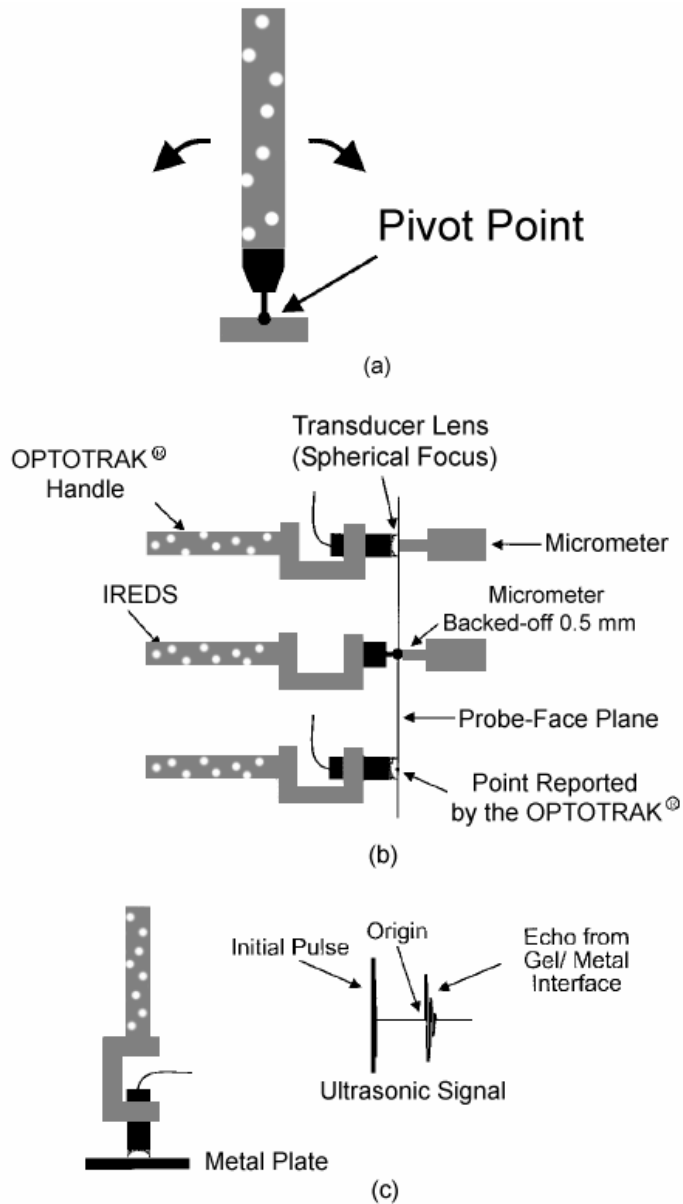 Pivot Point
(a)
Transducer Lens
(Spherical Focus)
OPTOTRAK®
Handle
Micrometer
IREDS
Micrometer
Backed-off 0.5 mm
Probe-Face Plane
Point Reported
by the OPTOTRAK®
(b)
Initial Pulse
Origin
Echo from
Gel/ Metal
Interface
Ultrasonic Signal
Metal Plate
(c)